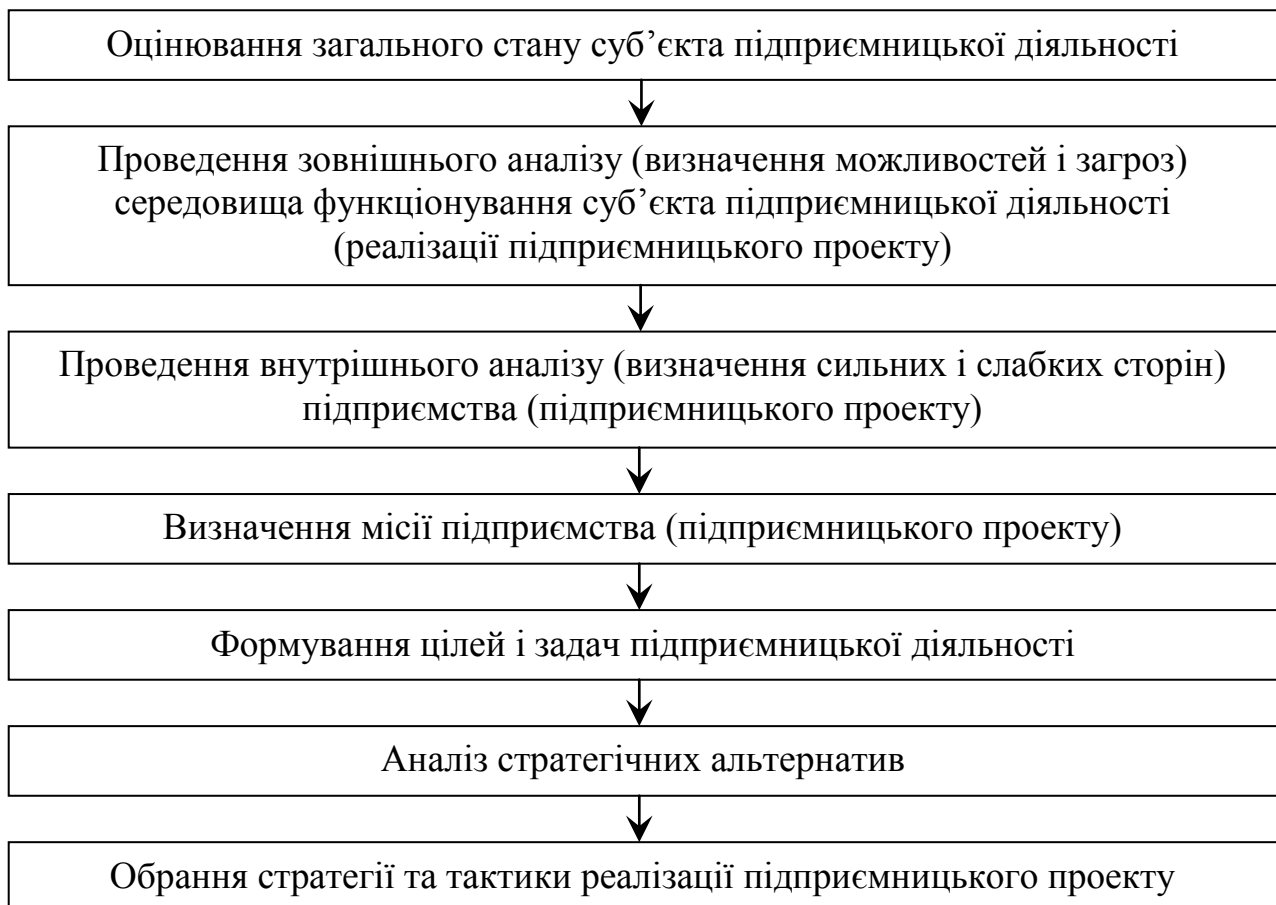 Оцінювання загального стану суб’єкта підприємницької діяльності
Проведення зовнішнього аналізу (визначення можливостей і загроз)
середовища функціонування суб’єкта підприємницької діяльності
(реалізації підприємницького проекту)
Проведення внутрішнього аналізу (визначення сильних і слабких сторін)
підприємства (підприємницького проекту)
Визначення місії підприємства (підприємницького проекту)
Формування цілей і задач підприємницької діяльності
Аналіз стратегічних альтернатив
Обрання стратегії та тактики реалізації підприємницького проекту